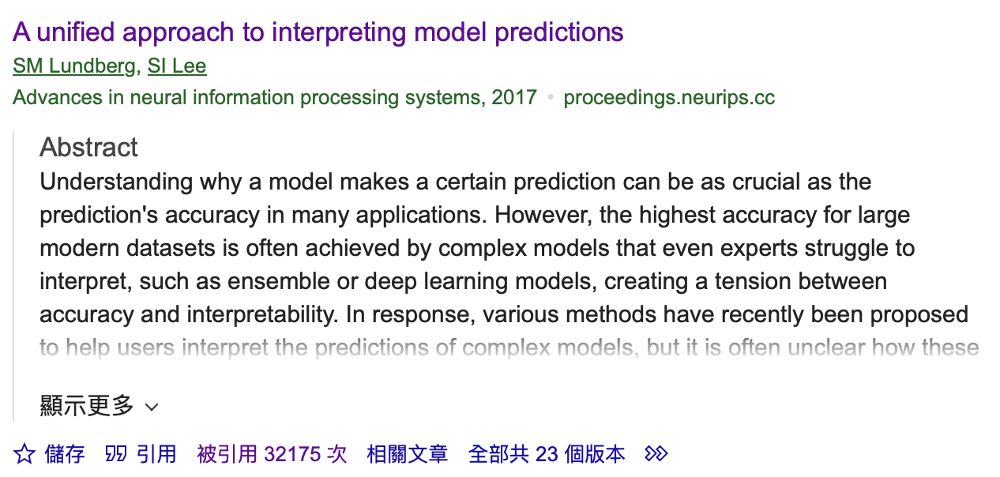 A unified approach to interpreting model predictions
SM Lundberg, SI Lee
Advances in neural information processing systems, 2017 • proceedings.neurips.cc
Abstract
Understanding why a model makes a certain prediction can be as crucial as the
prediction's accuracy in many applications. However, the highest accuracy for large
modern datasets is often achieved by complex models that even experts struggle to
interpret, such as ensemble or deep learning models, creating a tension between
accuracy and interpretability. In response, various methods have recently been proposed
to help users interpret the predictions of complex models, but it is often unclear how these
顯示更多
儲存 引用 被引用 32175 次 相關文章 全部共 23 個版本